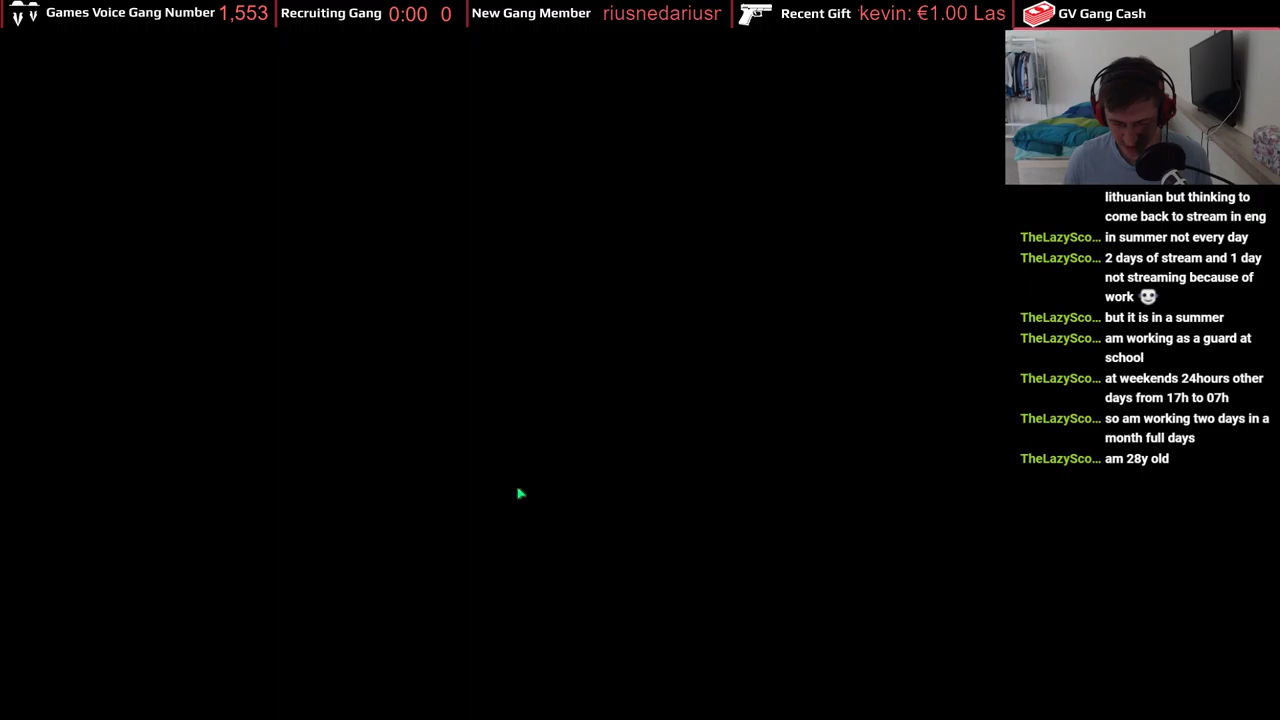 Games Voice Gang Number 1,553 Recruiting Gang 0:00 0 New Gang Member riusnedariusr Recent Gift kevin: €1.00 Las GV Gang Cash
lithuanian but thinking to
come back to stream in eng
TheLazySco... in summer not every day
TheLazySco... 2 days of stream and 1 day
not streaming because of
work
TheLazySco... but it is in a summer
TheLazySco... am working as a guard at
school
TheLazySco... at weekends 24hours other
days from 17h to 07h
TheLazySco... so am working two days in a
month full days
TheLazySco... am 28y old